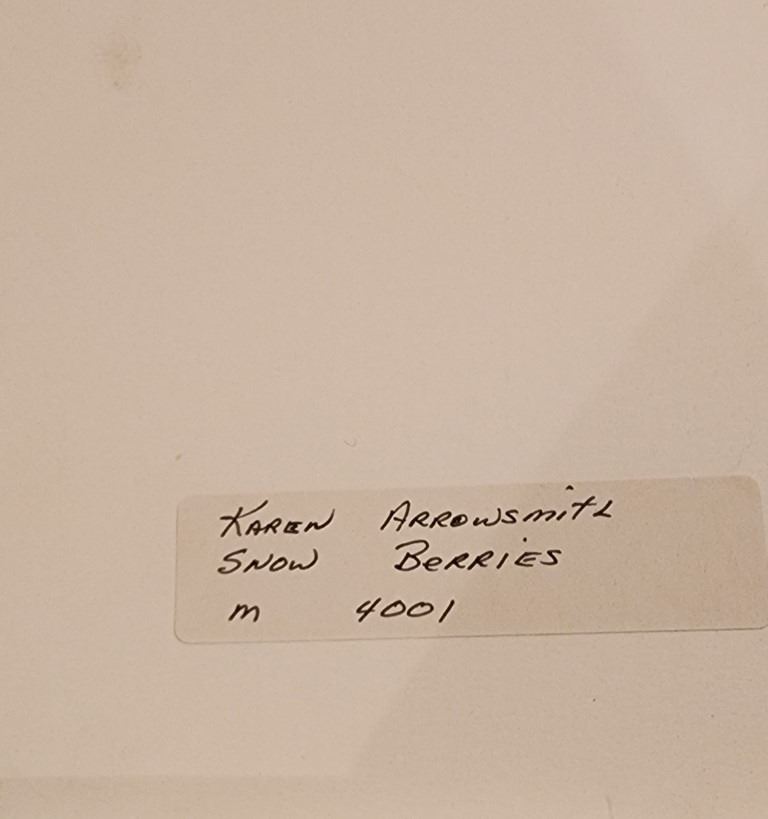 Karen Arrowsmith
Snow Berries
m 4001